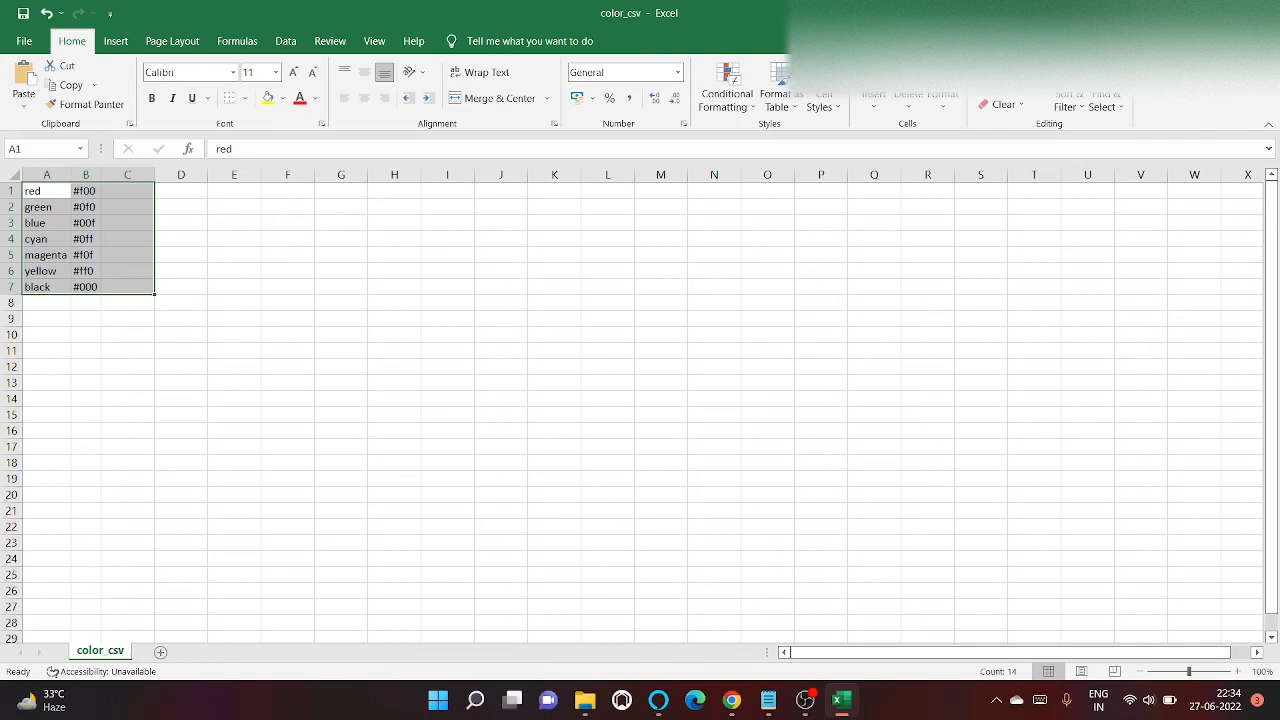 color_csv - Excel
File Home Insert Page Layout Formulas Data Review View Help Tell me what you want to do
Paste
Cut
Copy
Format Painter
Clipboard
Calibri 11
B I U
Font
ab Wrap Text
Merge & Center
Alignment
General
% ,
Number
Conditional Formatting
Format as Table
Cell Styles
Styles
Insert Delete Format
Cells
Clear
Sort & Filter
Find & Select
Editing
A1 fx red
A B C D E F G H I J K L M N O P Q R S T U V W X
1 red #f00
2 green #0f0
3 blue #00f
4 cyan #0ff
5 magenta #f0f
6 yellow #ff0
7 black #000
8
9
10
11
12
13
14
15
16
17
18
19
20
21
22
23
24
25
26
27
28
29
color_csv
Ready Accessibility: Unavailable Count: 14 100%
33°C
Haze
ENG
IN
22:34
27-06-2022
3